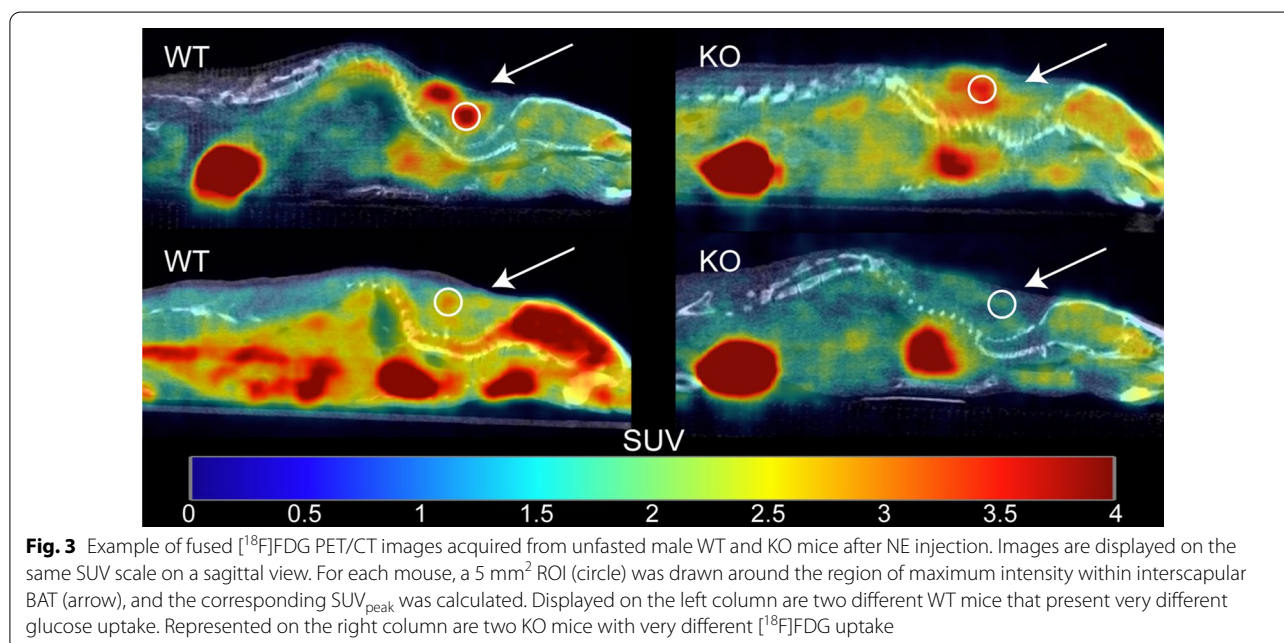 WT
KO
WT
KO
SUV
0 0.5 1 1.5 2 2.5 3 3.5 4
Fig. 3 Example of fused [¹⁸F]FDG PET/CT images acquired from unfasted male WT and KO mice after NE injection. Images are displayed on the
same SUV scale on a sagittal view. For each mouse, a 5 mm² ROI (circle) was drawn around the region of maximum intensity within interscapular
BAT (arrow), and the corresponding SUVpeak was calculated. Displayed on the left column are two different WT mice that present very different
glucose uptake. Represented on the right column are two KO mice with very different [¹⁸F]FDG uptake